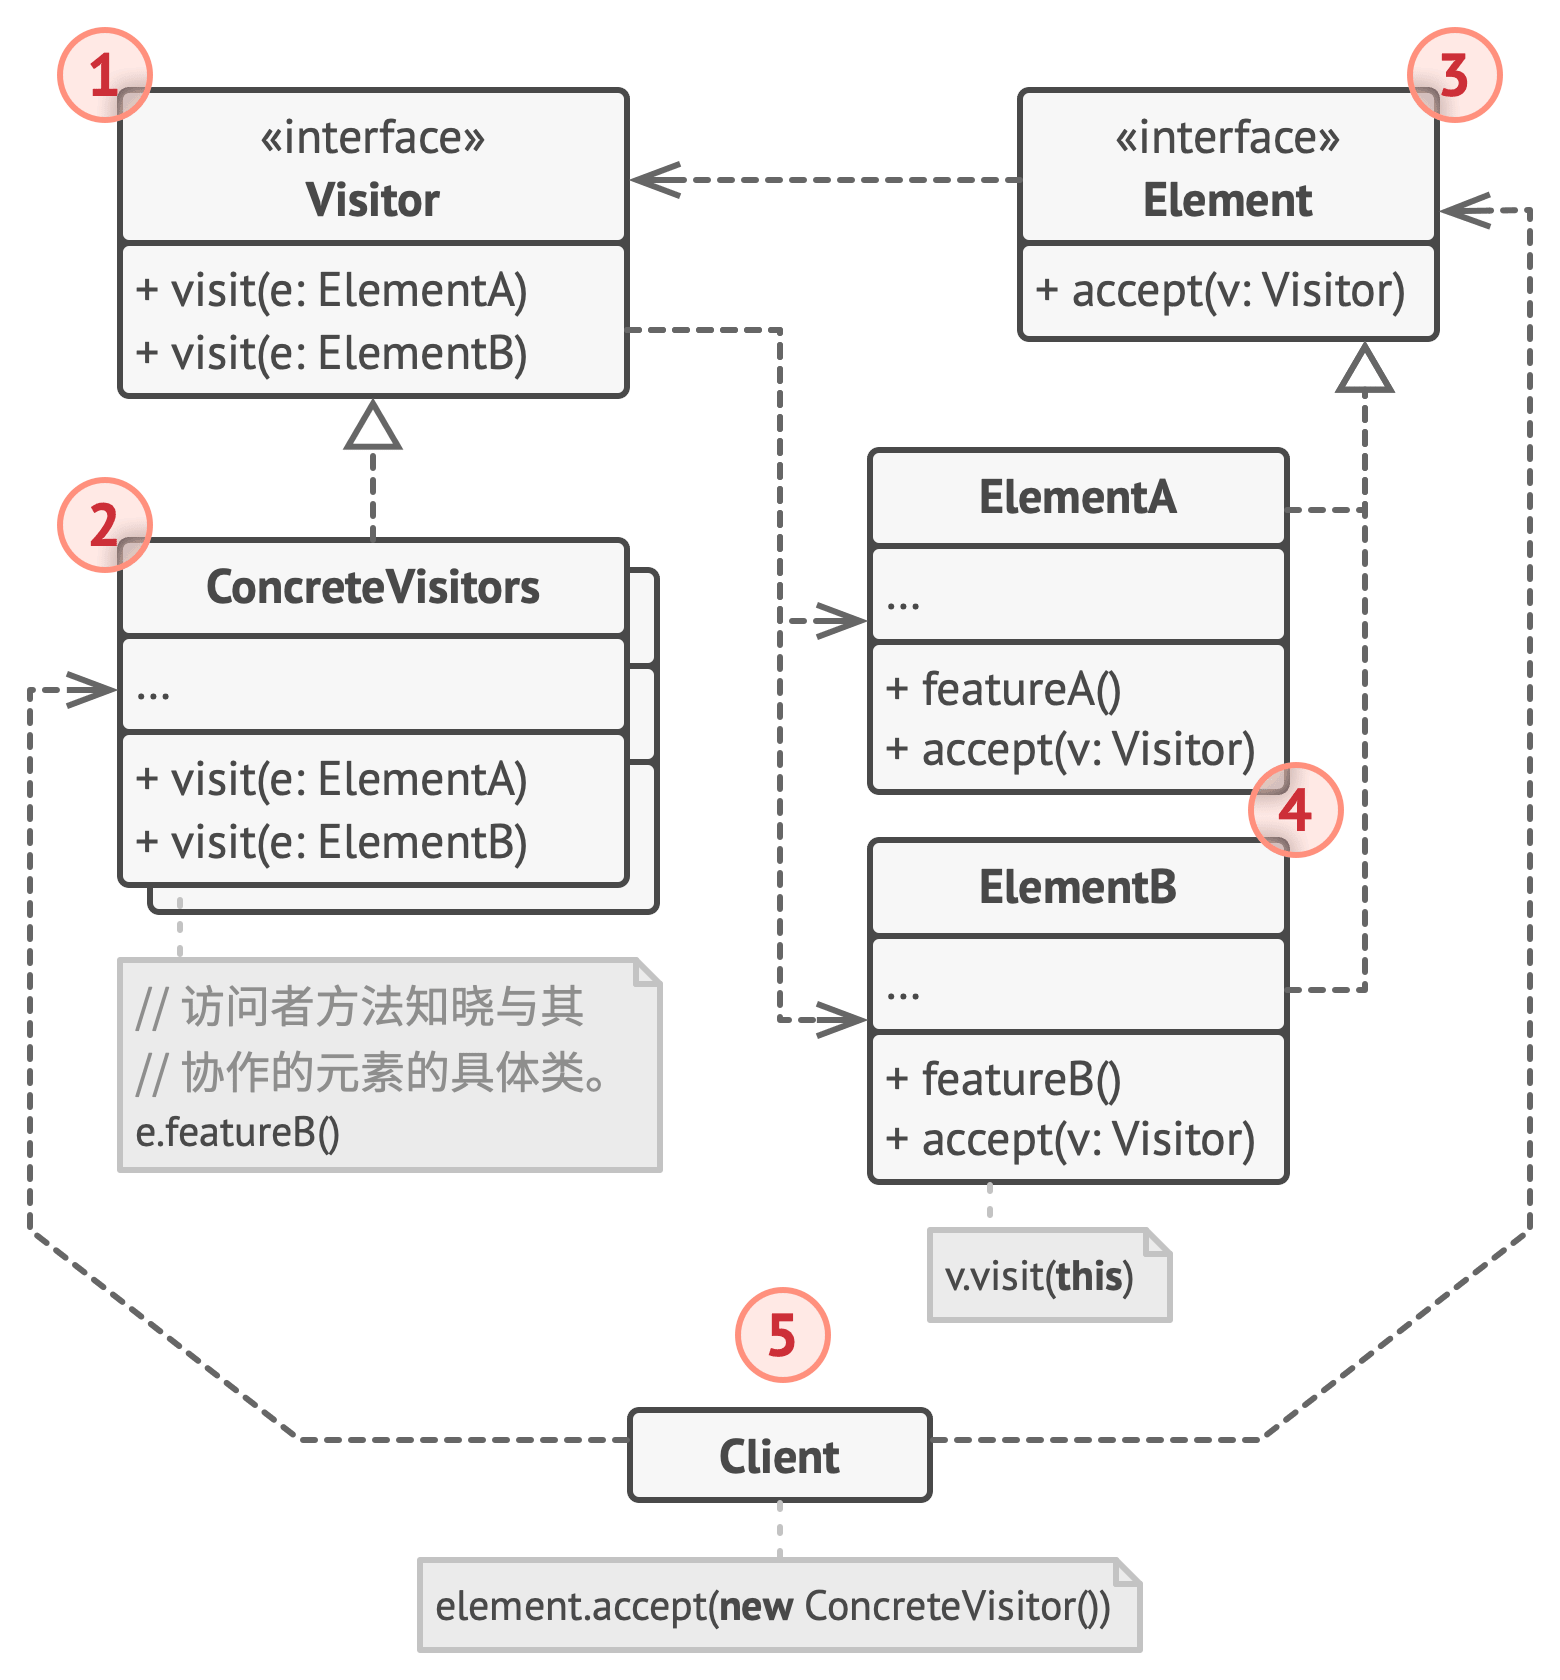 1
«interface»
Visitor
+ visit(e: ElementA)
+ visit(e: ElementB)
3
«interface»
Element
+ accept(v: Visitor)
2
ConcreteVisitors
...
+ visit(e: ElementA)
+ visit(e: ElementB)
// 访问者方法知晓与其
// 协作的元素的具体类。
e.featureB()
ElementA
...
+ featureA()
+ accept(v: Visitor)
4
ElementB
...
+ featureB()
+ accept(v: Visitor)
v.visit(this)
5
Client
element.accept(new ConcreteVisitor())